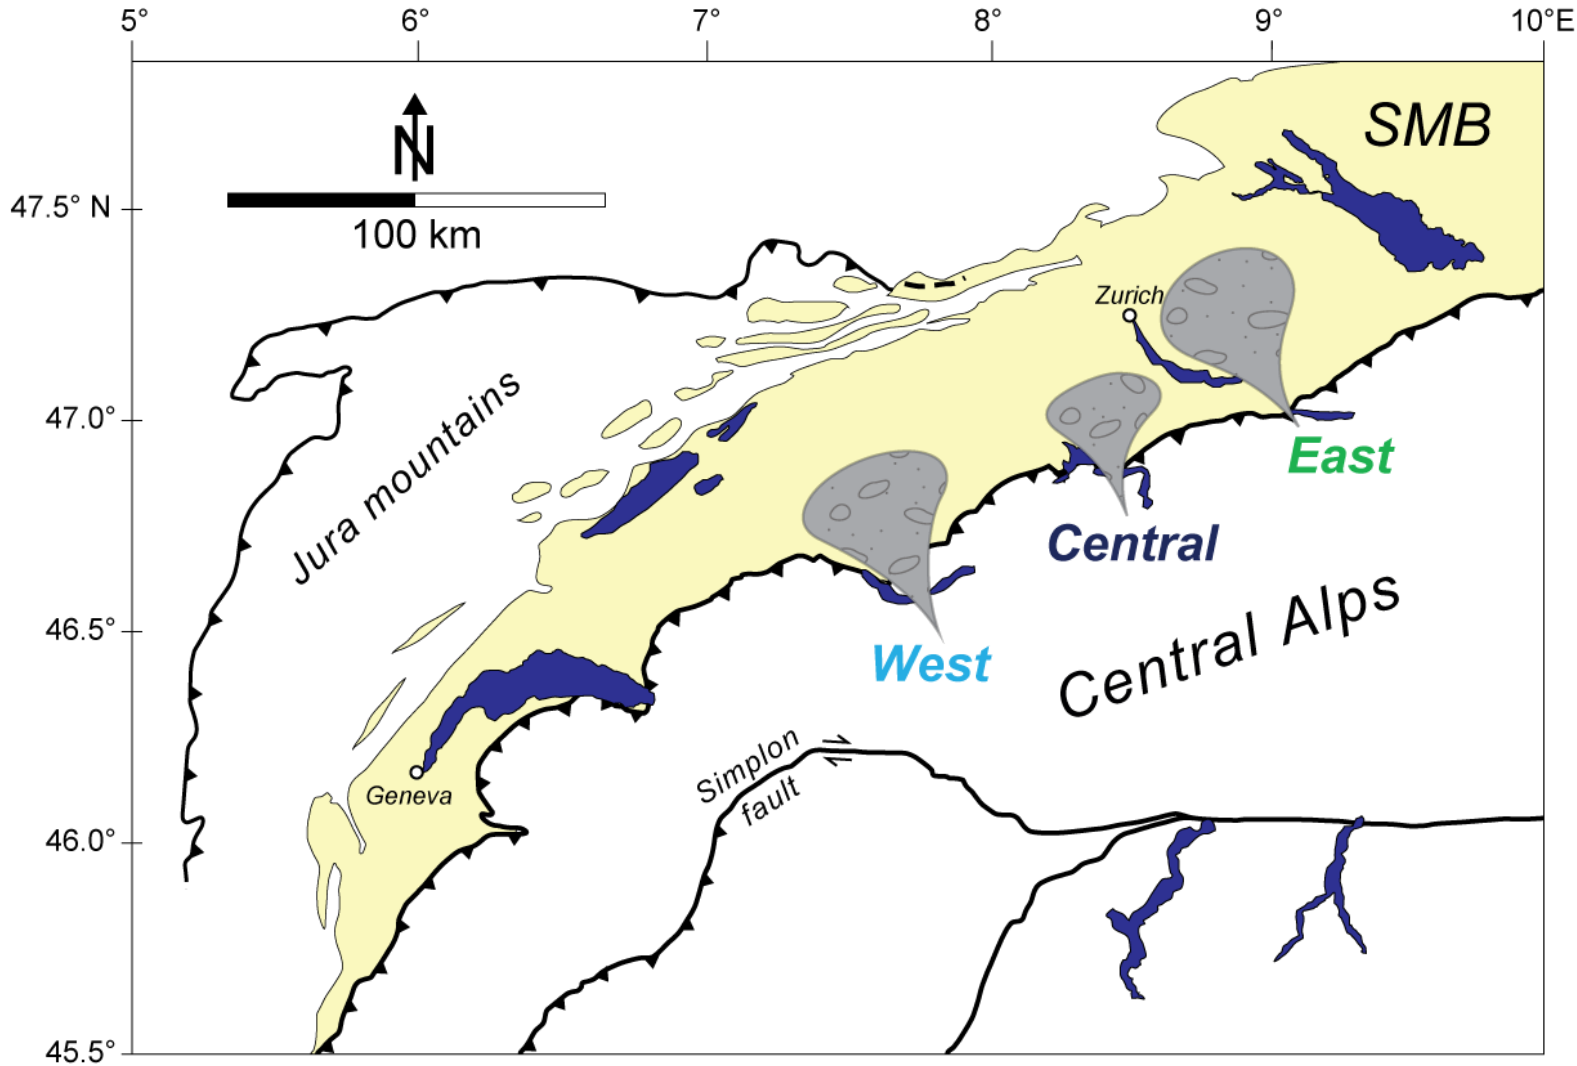 5°
6°
7°
8°
9°
10°E
SMB
N
47.5° N
100 km
Zurich
Jura mountains
47.0°
East
Central
Central Alps
46.5°
West
Simplon
fault
Geneva
46.0°
45.5°